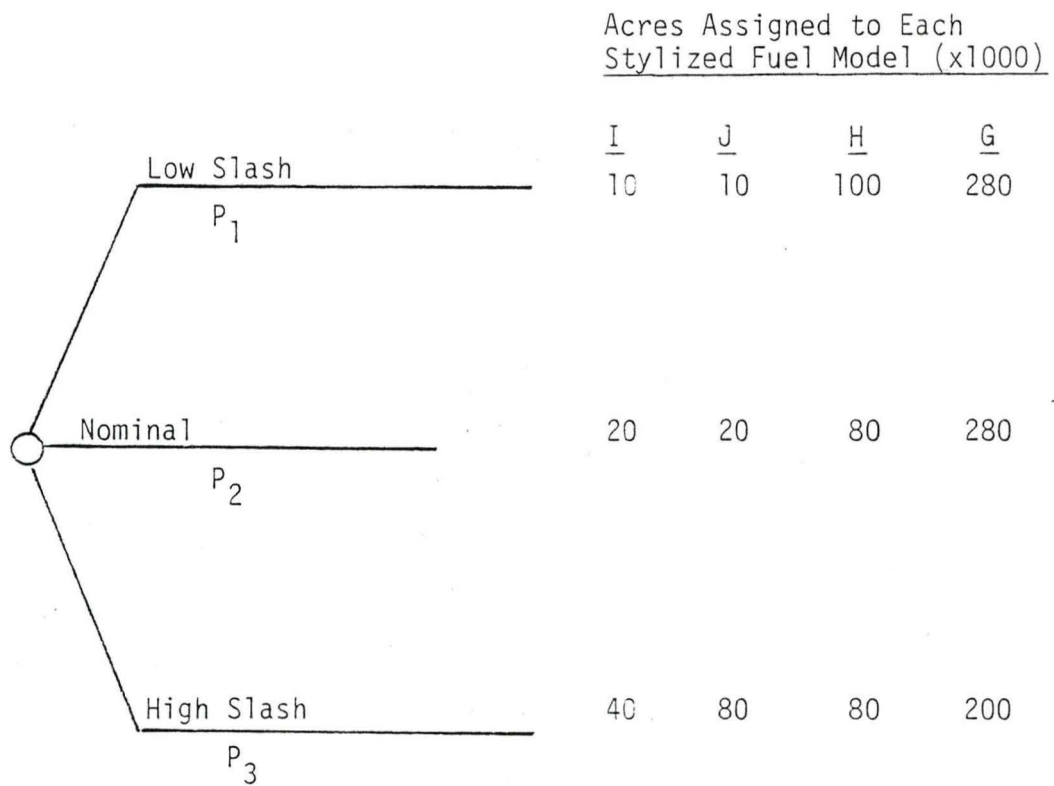 Acres Assigned to Each
Stylized Fuel Model (x1000)
I J H G
Low Slash 10 10 100 280
P1
Nominal 20 20 80 280
P2
High Slash 40 80 80 200
P3